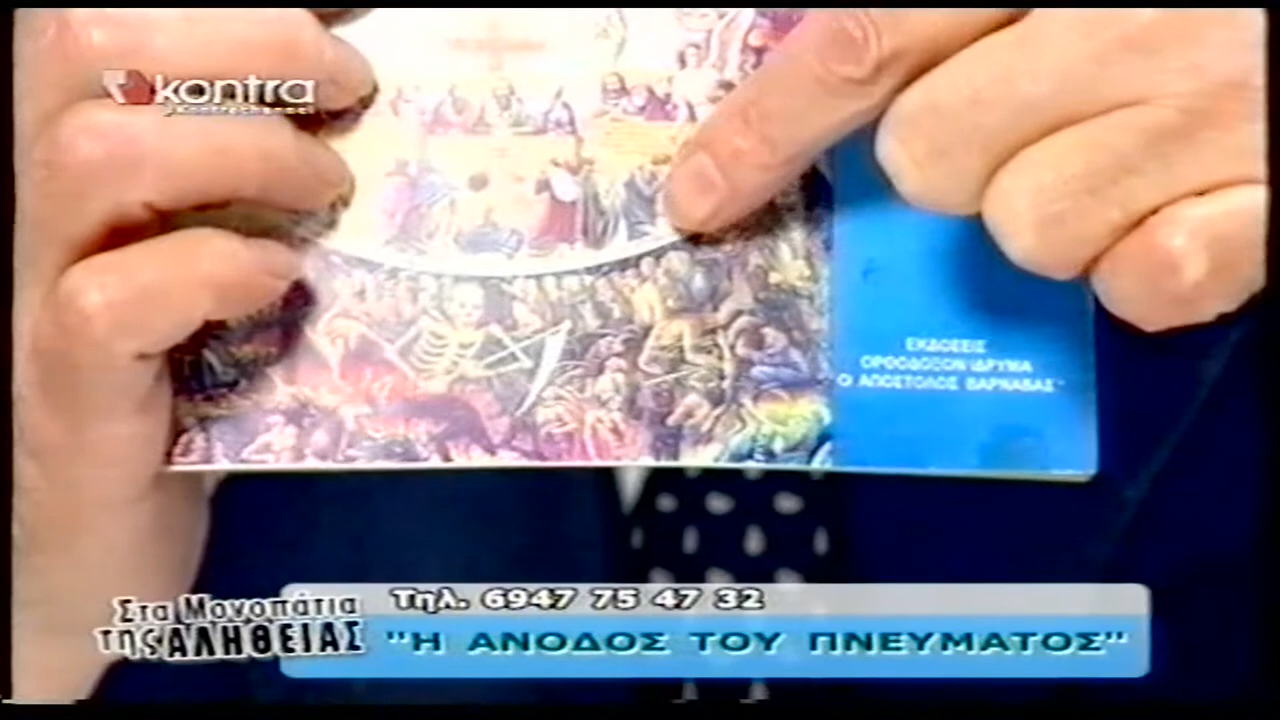 kontra
ΕΚΔΟΣΕΙΣ
ΟΡΘΟΔΟΞΟΝ ΙΔΡΥΜΑ
Ο ΑΠΟΣΤΟΛΟΣ ΒΑΡΝΑΒΑΣ"
Τηλ. 6947 75 47 32
Στα Μονοπάτια
της ΑΛΗΘΕΙΑΣ
"Η ΑΝΟΔΟΣ ΤΟΥ ΠΝΕΥΜΑΤΟΣ"